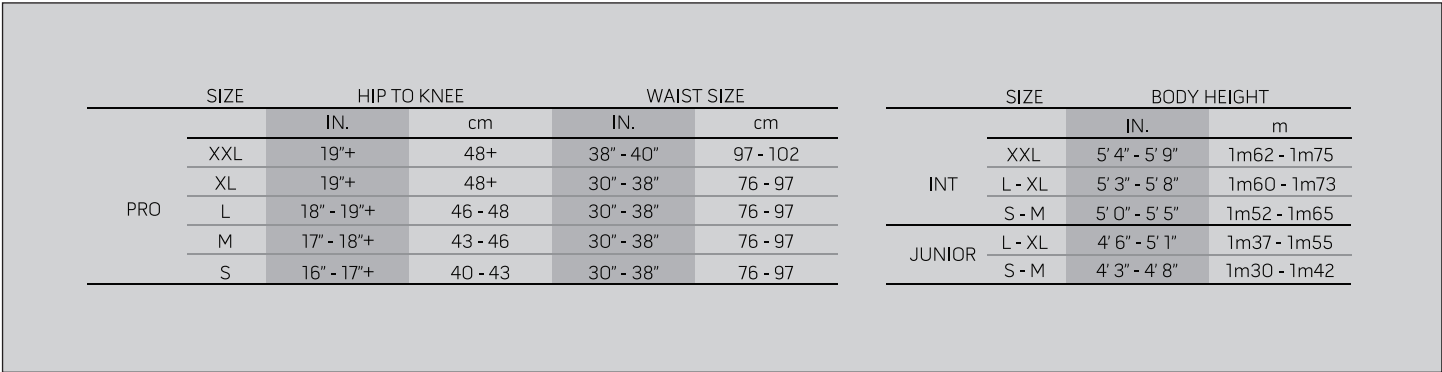 SIZE HIP TO KNEE WAIST SIZE
IN. cm IN. cm
XXL 19"+ 48+ 38" - 40" 97 - 102
XL 19"+ 48+ 30" - 38" 76 - 97
PRO L 18" - 19"+ 46 - 48 30" - 38" 76 - 97
M 17" - 18"+ 43 - 46 30" - 38" 76 - 97
S 16" - 17"+ 40 - 43 30" - 38" 76 - 97
SIZE BODY HEIGHT
IN. m
XXL 5' 4" - 5' 9" 1m62 - 1m75
INT L - XL 5' 3" - 5' 8" 1m60 - 1m73
S - M 5' 0" - 5' 5" 1m52 - 1m65
JUNIOR L - XL 4' 6" - 5' 1" 1m37 - 1m55
S - M 4' 3" - 4' 8" 1m30 - 1m42